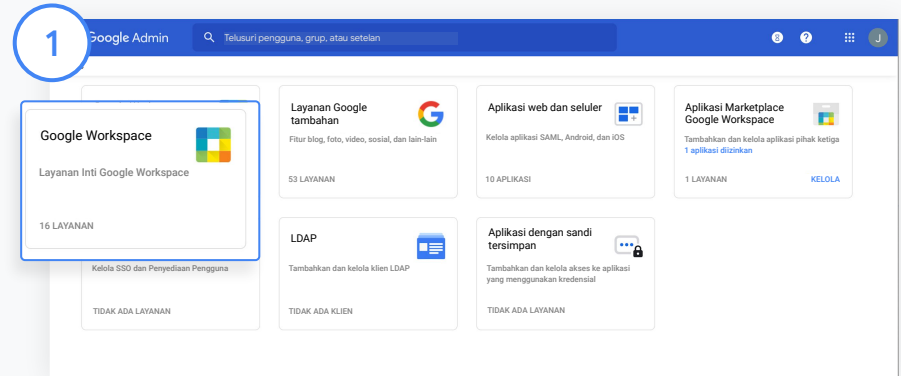 1
Google Admin
Telusuri pengguna, grup, atau setelan
8
?
J
Google Workspace
Layanan Inti Google Workspace
16 LAYANAN
Layanan Google
tambahan
Fitur blog, foto, video, sosial, dan lain-lain
53 LAYANAN
Aplikasi web dan seluler
Kelola aplikasi SAML, Android, dan iOS
10 APLIKASI
Aplikasi Marketplace
Google Workspace
Tambahkan dan kelola aplikasi pihak ketiga
1 aplikasi diizinkan
1 LAYANAN
KELOLA
Kelola SSO dan Penyediaan Pengguna
TIDAK ADA LAYANAN
LDAP
Tambahkan dan kelola klien LDAP
TIDAK ADA KLIEN
Aplikasi dengan sandi
tersimpan
Tambahkan dan kelola akses ke aplikasi
yang menggunakan kredensial
TIDAK ADA LAYANAN